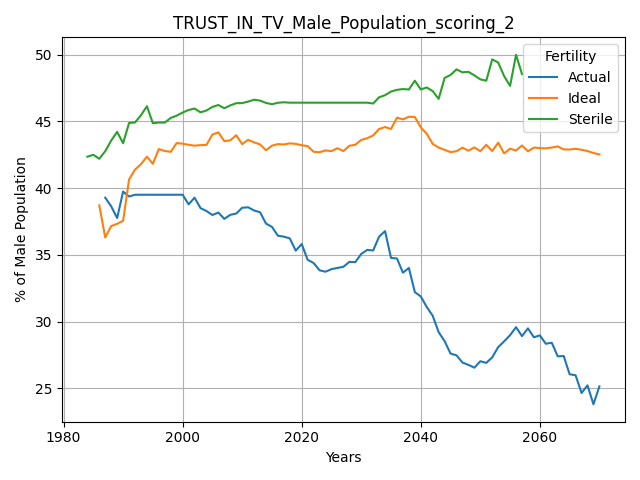 TRUST_IN_TV_Male_Population_scoring_2
Fertility
Actual
Ideal
Sterile
% of Male Population
50
45
40
35
30
25
1980
2000
2020
2040
2060
Years